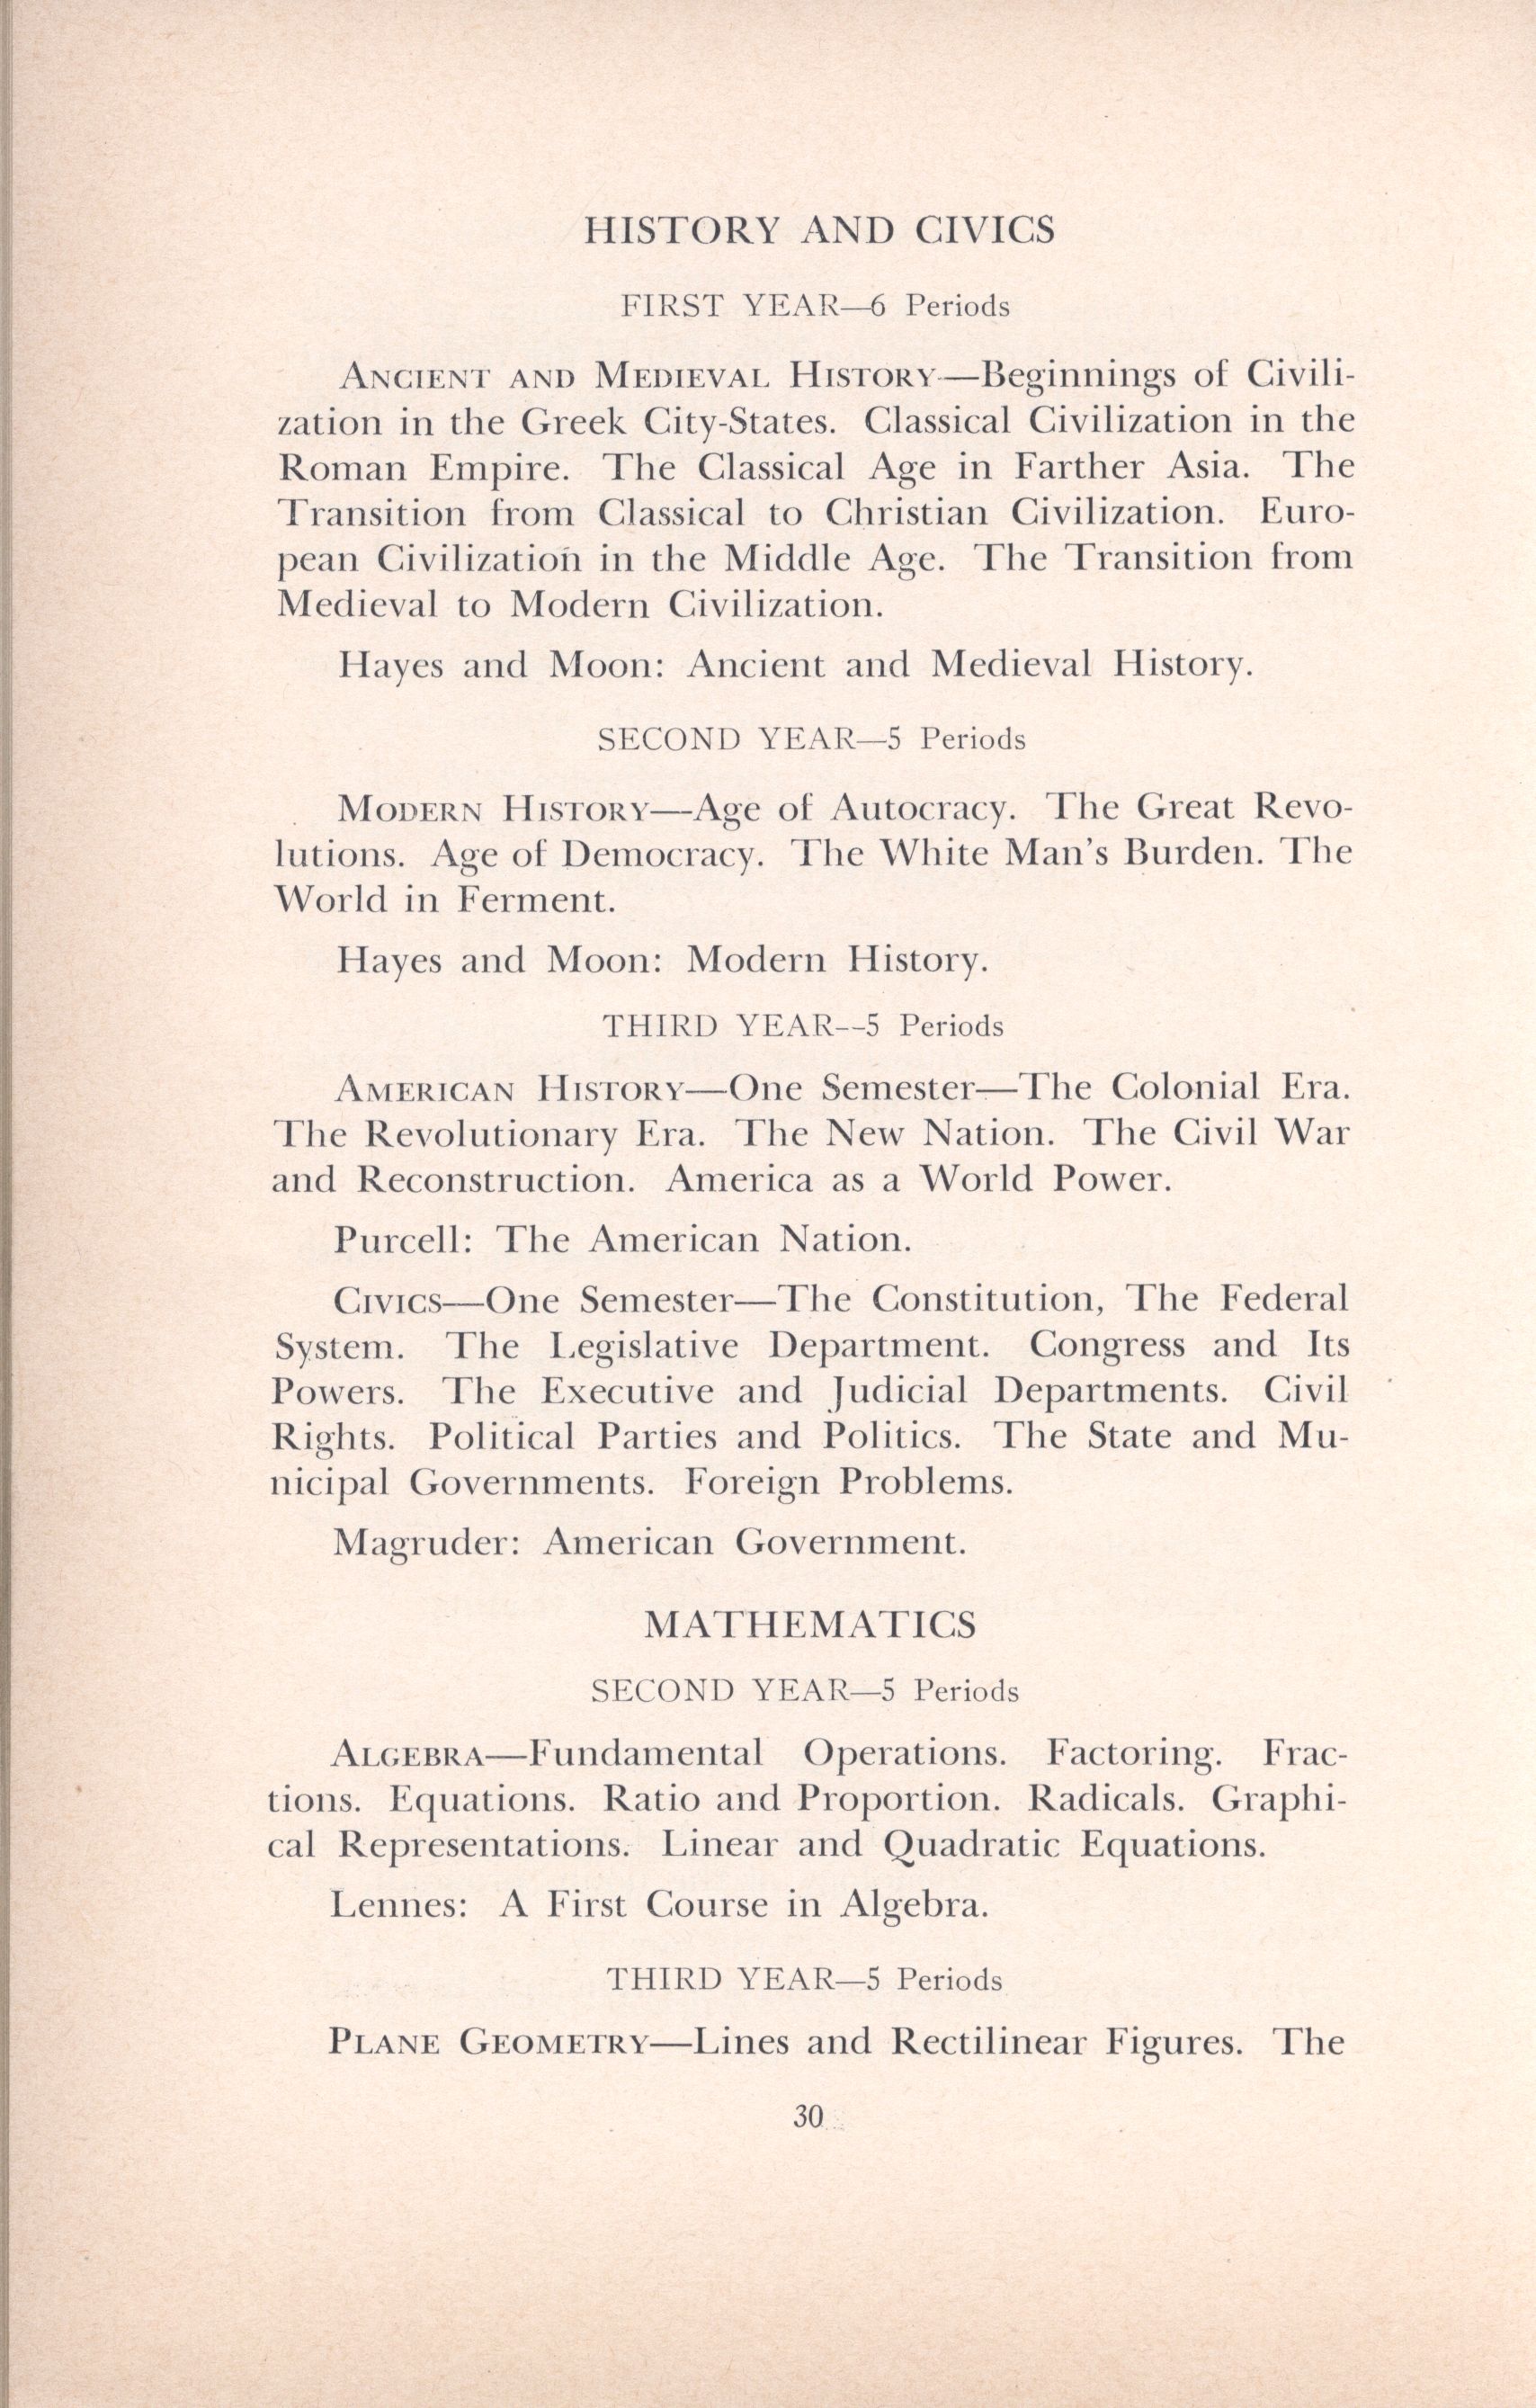 HISTORY AND CIVICS
FIRST YEAR—6 Periods
ANCIENT AND MEDIEVAL HISTORY—Beginnings of Civili-
zation in the Greek City-States. Classical Civilization in the
Roman Empire. The Classical Age in Farther Asia. The
Transition from Classical to Christian Civilization. Euro-
pean Civilization in the Middle Age. The Transition from
Medieval to Modern Civilization.
Hayes and Moon: Ancient and Medieval History.
SECOND YEAR—5 Periods
MODERN HISTORY—Age of Autocracy. The Great Revo-
lutions. Age of Democracy. The White Man's Burden. The
World in Ferment.
Hayes and Moon: Modern History.
THIRD YEAR--5 Periods
AMERICAN HISTORY—One Semester—The Colonial Era.
The Revolutionary Era. The New Nation. The Civil War
and Reconstruction. America as a World Power.
Purcell: The American Nation.
CIVICS—One Semester—The Constitution, The Federal
System. The Legislative Department. Congress and Its
Powers. The Executive and Judicial Departments. Civil
Rights. Political Parties and Politics. The State and Mu-
nicipal Governments. Foreign Problems.
Magruder: American Government.
MATHEMATICS
SECOND YEAR—5 Periods
ALGEBRA—Fundamental Operations. Factoring. Frac-
tions. Equations. Ratio and Proportion. Radicals. Graphi-
cal Representations. Linear and Quadratic Equations.
Lennes: A First Course in Algebra.
THIRD YEAR—5 Periods
PLANE GEOMETRY—Lines and Rectilinear Figures. The
30